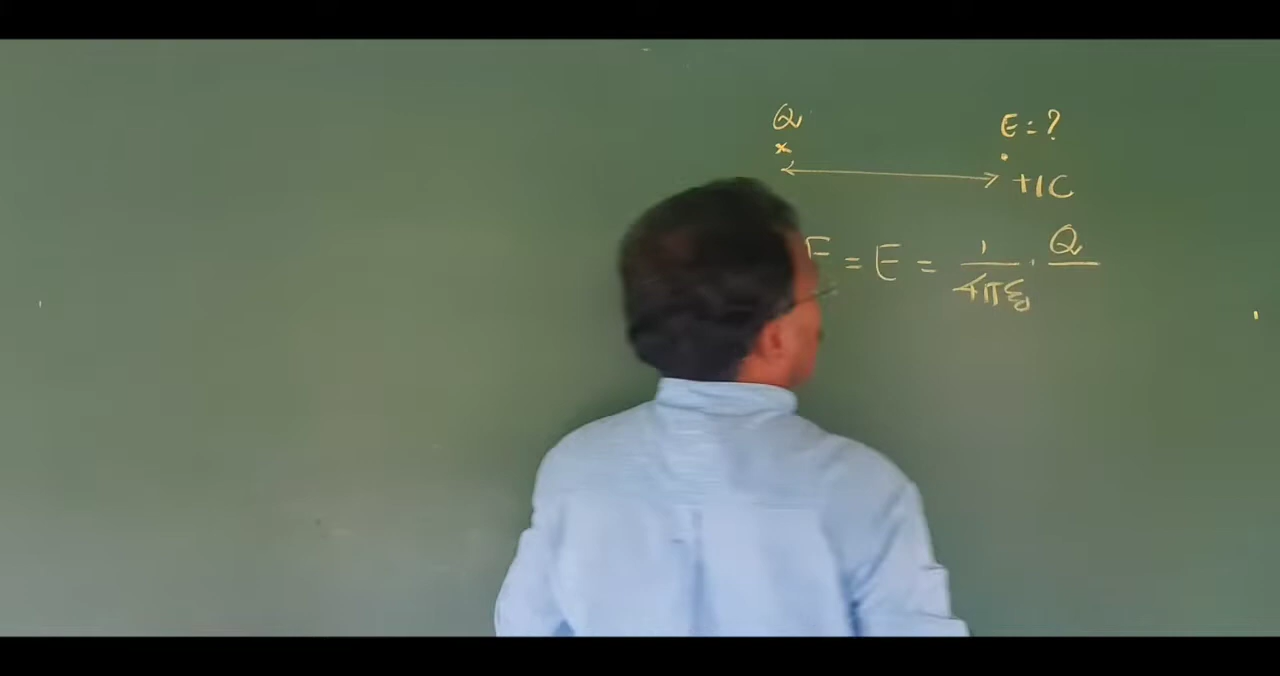 Q
E = ?
+1C
F = E = 1/4πε₀ · Q